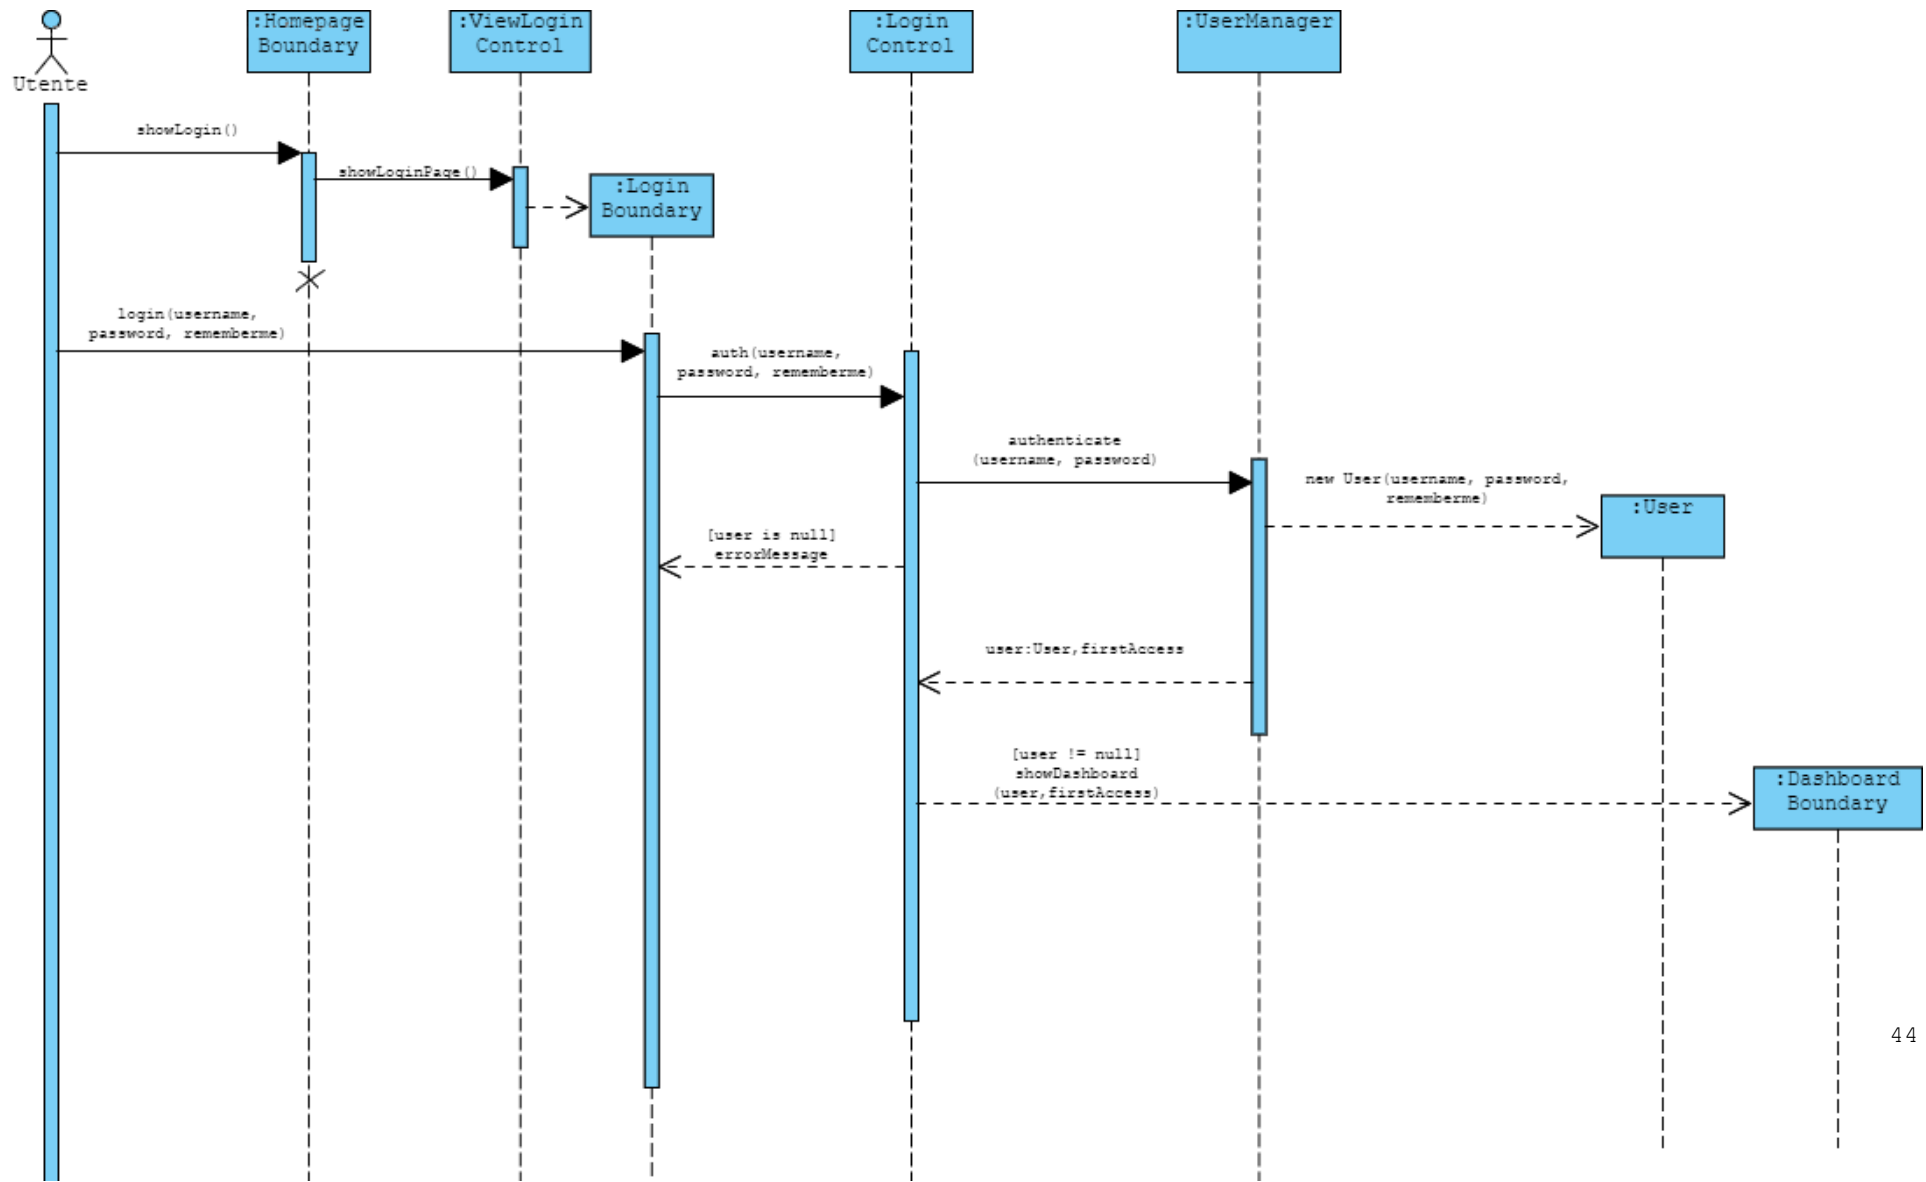 :Homepage
Boundary
:ViewLogin
Control
:Login
Control
:UserManager
Utente
showLogin()
showLoginPage()
:Login
Boundary
login(username,
password, rememberme)
auth(username,
password, rememberme)
authenticate
(username, password)
new User(username, password,
rememberme)
:User
[user is null]
errorMessage
user:User,firstAccess
[user != null]
showDashboard
(user,firstAccess)
:Dashboard
Boundary
44